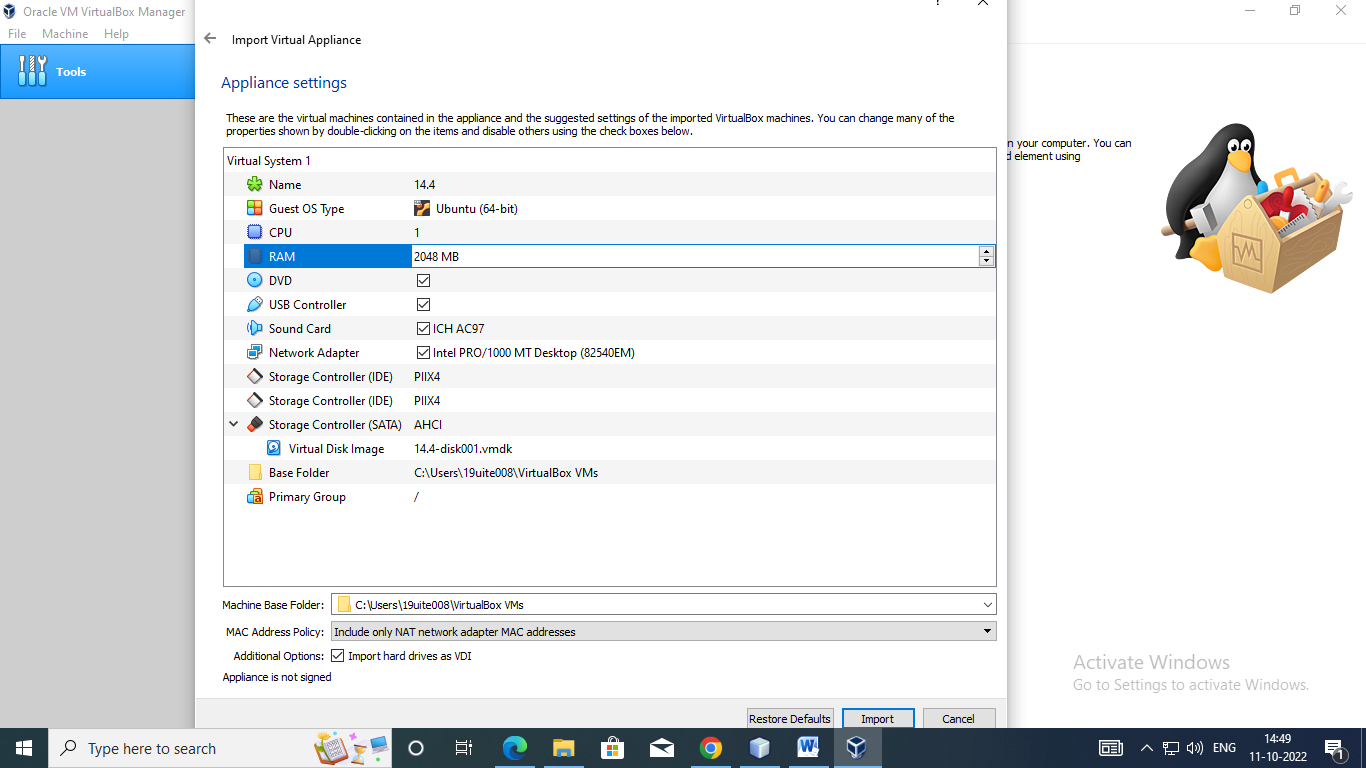 Oracle VM VirtualBox Manager
File Machine Help
Tools
?
Import Virtual Appliance
Appliance settings
These are the virtual machines contained in the appliance and the suggested settings of the imported VirtualBox machines. You can change many of the
properties shown by double-clicking on the items and disable others using the check boxes below.
n your computer. You can
d element using
Virtual System 1
Name 14.4
Guest OS Type Ubuntu (64-bit)
CPU 1
RAM 2048 MB
DVD
USB Controller
Sound Card ICH AC97
Network Adapter Intel PRO/1000 MT Desktop (82540EM)
Storage Controller (IDE) PIIX4
Storage Controller (IDE) PIIX4
Storage Controller (SATA) AHCI
Virtual Disk Image 14.4-disk001.vmdk
Base Folder C:\Users\19uite008\VirtualBox VMs
Primary Group /
Machine Base Folder: C:\Users\19uite008\VirtualBox VMs
MAC Address Policy: Include only NAT network adapter MAC addresses
Additional Options: Import hard drives as VDI
Appliance is not signed
Activate Windows
Go to Settings to activate Windows.
Restore Defaults Import Cancel
Type here to search
ENG
14:49
11-10-2022
1